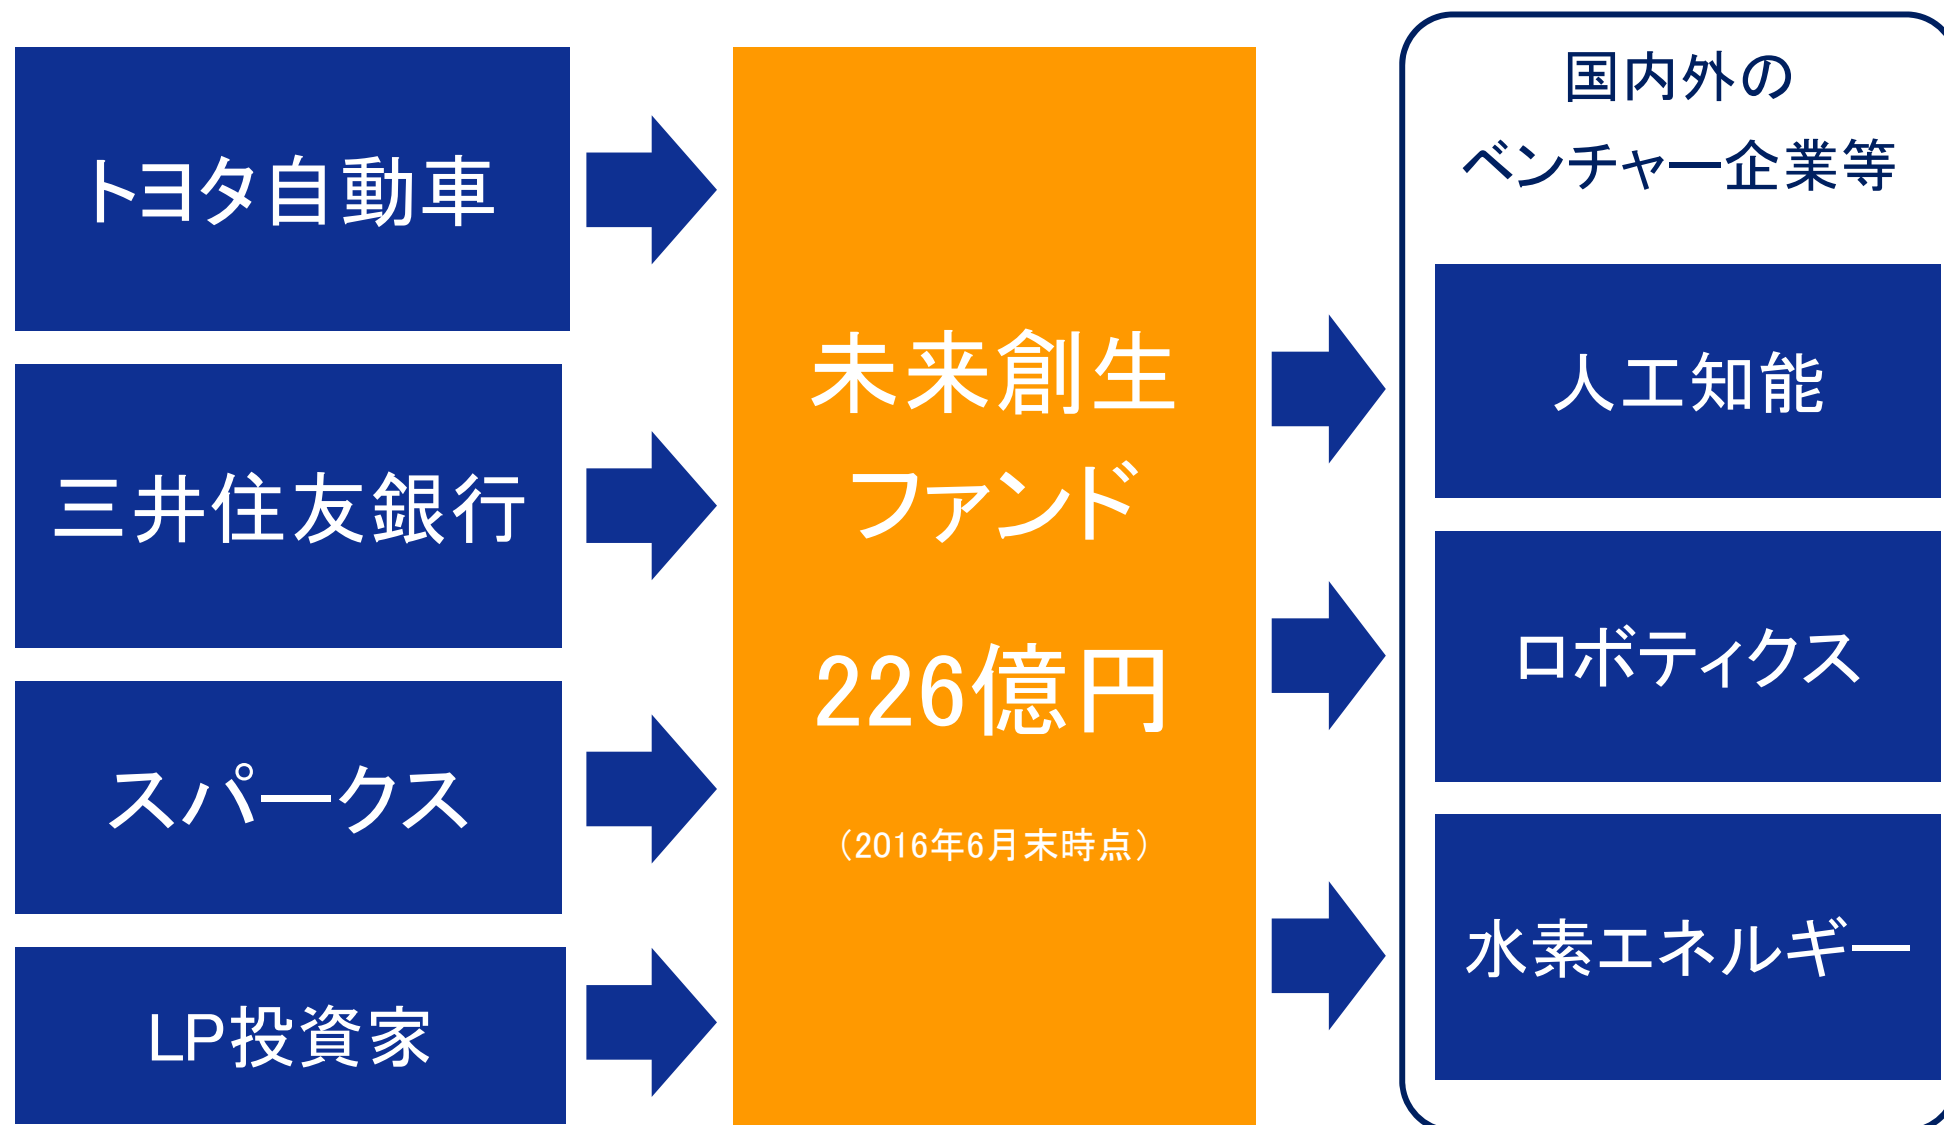 トヨタ自動車
三井住友銀行
スパークス
LP投資家
未来創生
ファンド
226億円
（2016年6月末時点）
国内外の
ベンチャー企業等
人工知能
ロボティクス
水素エネルギー